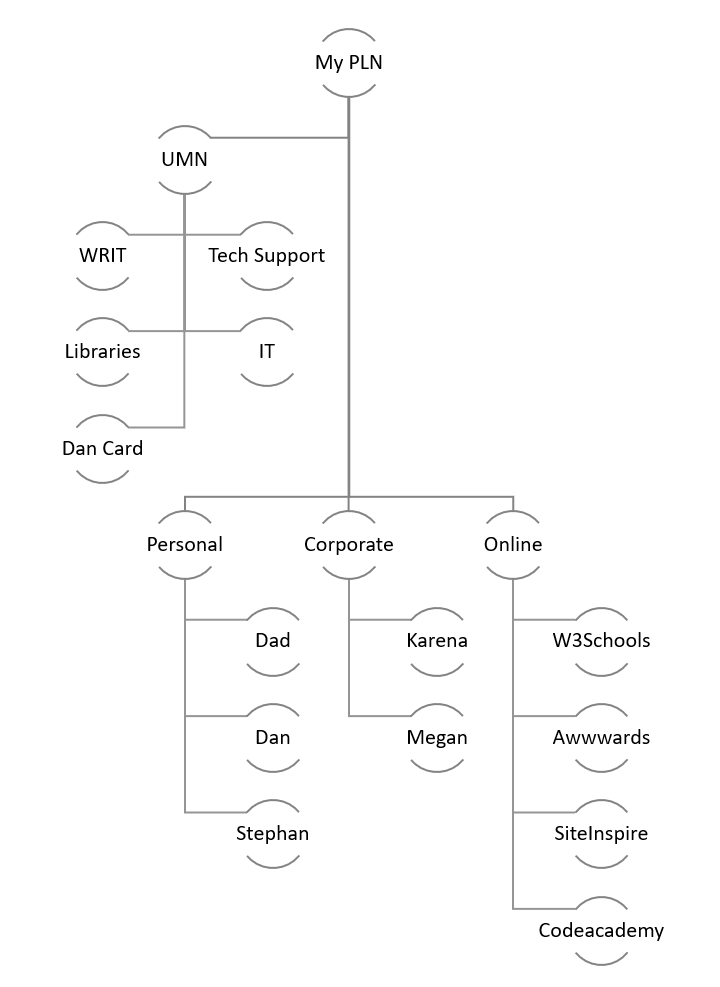 My PLN
UMN
WRIT
Tech Support
Libraries
IT
Dan Card
Personal
Corporate
Online
Dad
Karena
W3Schools
Dan
Megan
Awwwards
Stephan
SiteInspire
Codeacademy